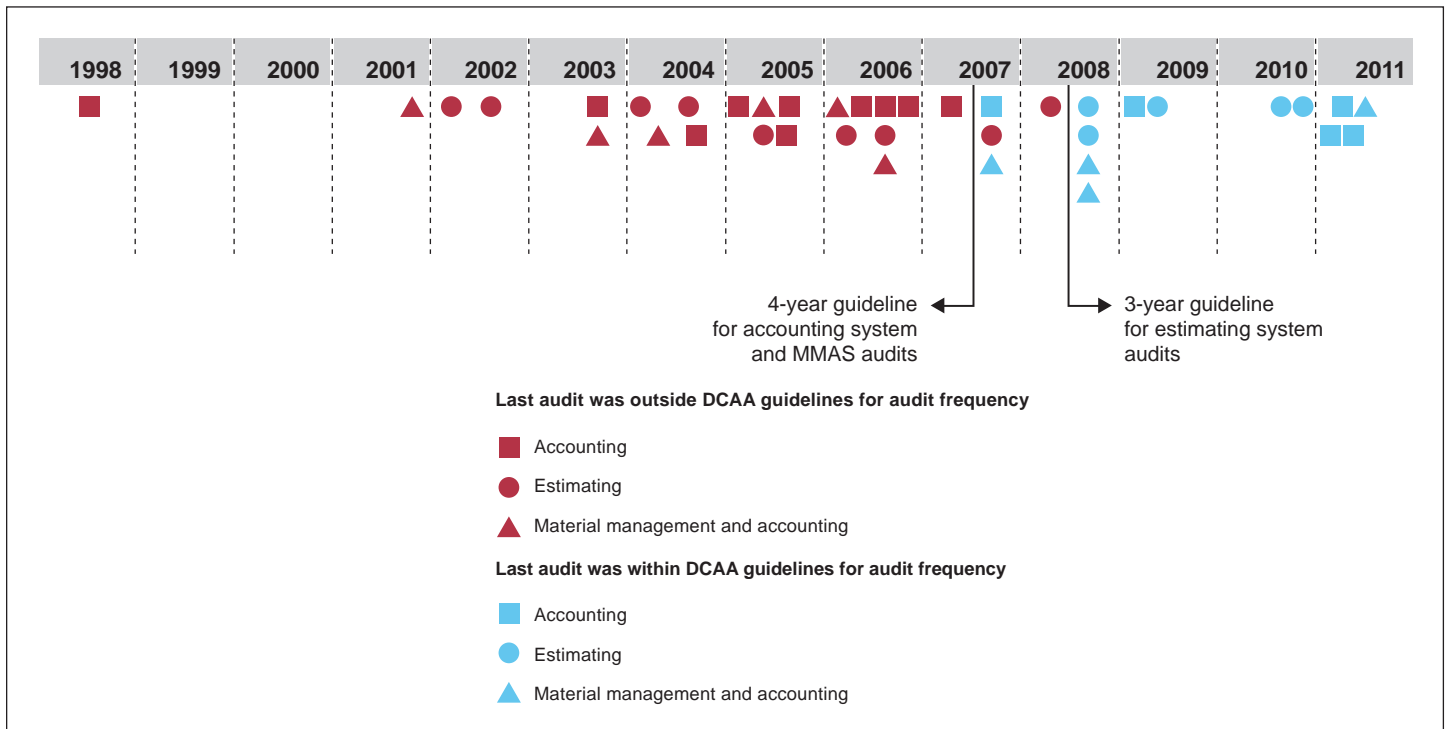 1998 1999 2000 2001 2002 2003 2004 2005 2006 2007 2008 2009 2010 2011
4-year guideline
for accounting system
and MMAS audits
3-year guideline
for estimating system
audits
Last audit was outside DCAA guidelines for audit frequency
Accounting
Estimating
Material management and accounting
Last audit was within DCAA guidelines for audit frequency
Accounting
Estimating
Material management and accounting